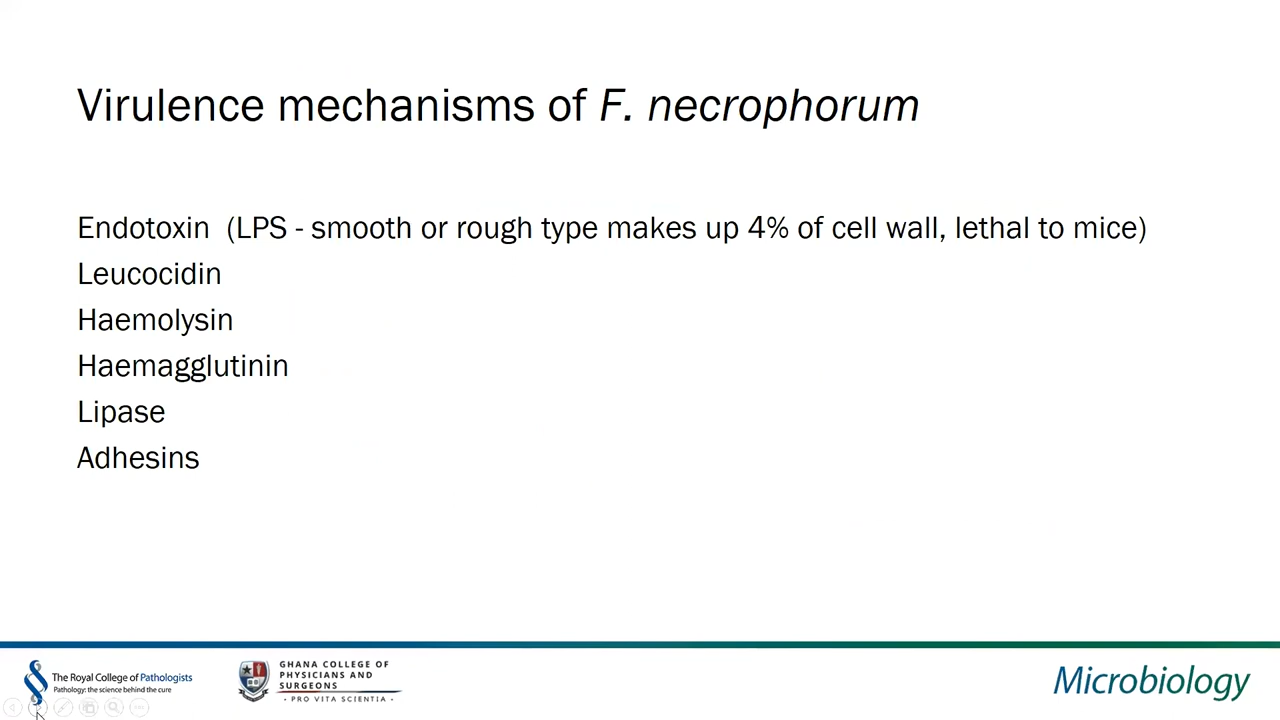 Virulence mechanisms of F. necrophorum
Endotoxin  (LPS - smooth or rough type makes up 4% of cell wall, lethal to mice)
Leucocidin
Haemolysin
Haemagglutinin
Lipase
Adhesins
The Royal College of Pathologists
Pathology: the science behind the cure
GHANA COLLEGE OF
PHYSICIANS AND
SURGEONS
· PRO VITA SCIENTIA ·
Microbiology